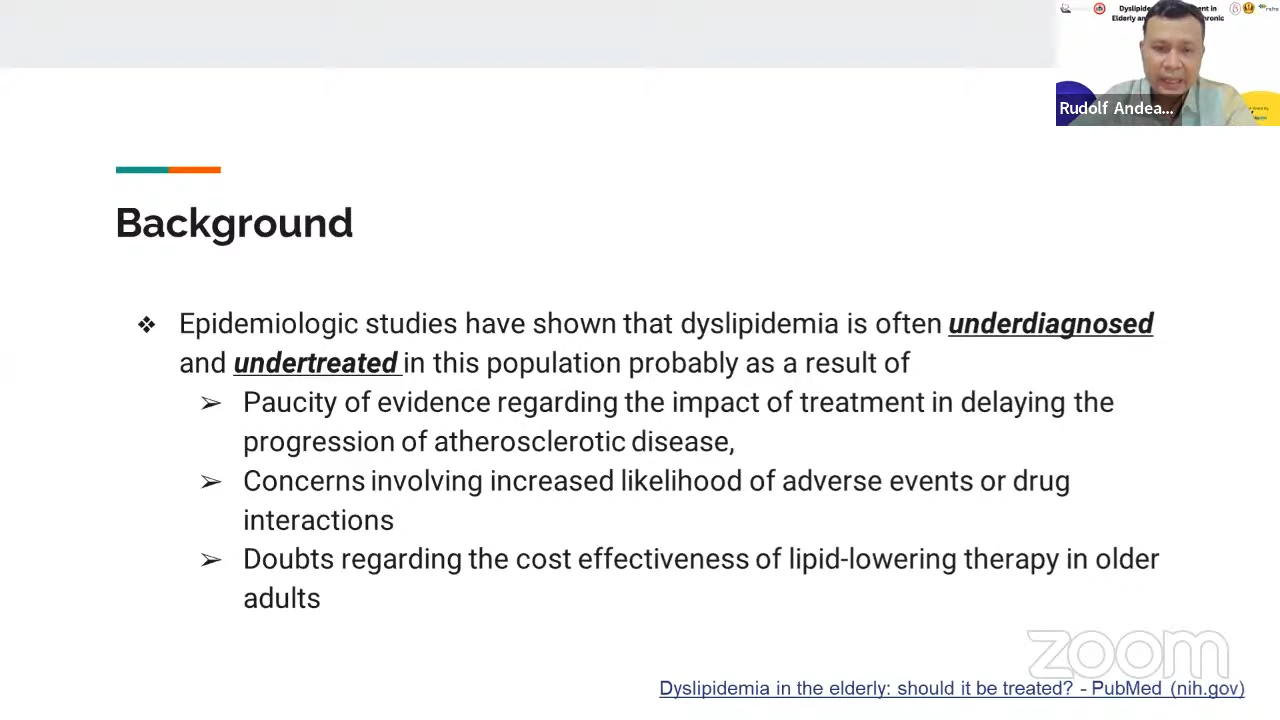 Rudolf Andea...
Background
❖ Epidemiologic studies have shown that dyslipidemia is often underdiagnosed
and undertreated in this population probably as a result of
➢ Paucity of evidence regarding the impact of treatment in delaying the
progression of atherosclerotic disease,
➢ Concerns involving increased likelihood of adverse events or drug
interactions
➢ Doubts regarding the cost effectiveness of lipid-lowering therapy in older
adults
zoom
Dyslipidemia in the elderly: should it be treated? - PubMed (nih.gov)